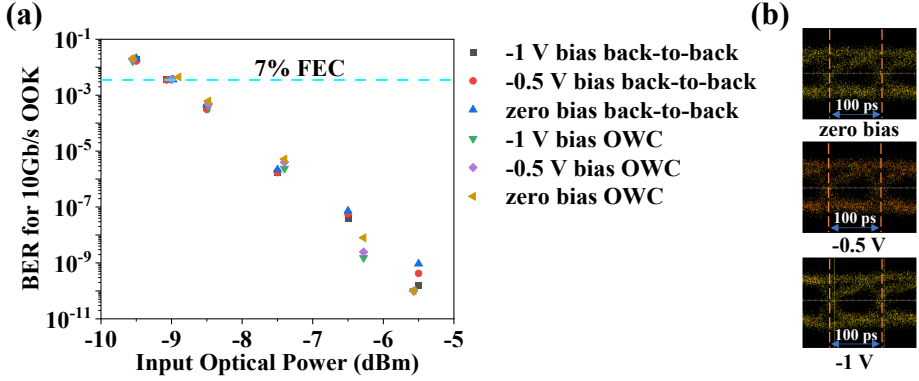 (a)
BER for 10Gb/s OOK
10-1
10-3
10-5
10-7
10-9
10-11
7% FEC
-10
-9
-8
-7
-6
-5
Input Optical Power (dBm)
-1 V bias back-to-back
-0.5 V bias back-to-back
zero bias back-to-back
-1 V bias OWC
-0.5 V bias OWC
zero bias OWC
(b)
100 ps
zero bias
100 ps
-0.5 V
100 ps
-1 V